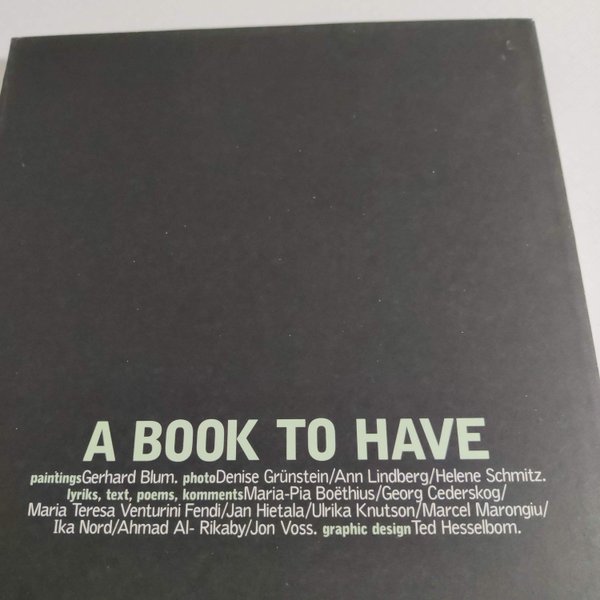 A BOOK TO HAVE
paintingsGerhard Blum. photoDenise Grünstein/Ann Lindberg/Helene Schmitz.
lyriks, text, poems, kommentsMaria-Pia Boëthius/Georg Cederskog/
Maria Teresa Venturini Fendi/Jan Hietala/Ulrika Knutson/Marcel Marongiu/
Ika Nord/Ahmad Al- Rikaby/Jon Voss. graphic designTed Hesselbom.